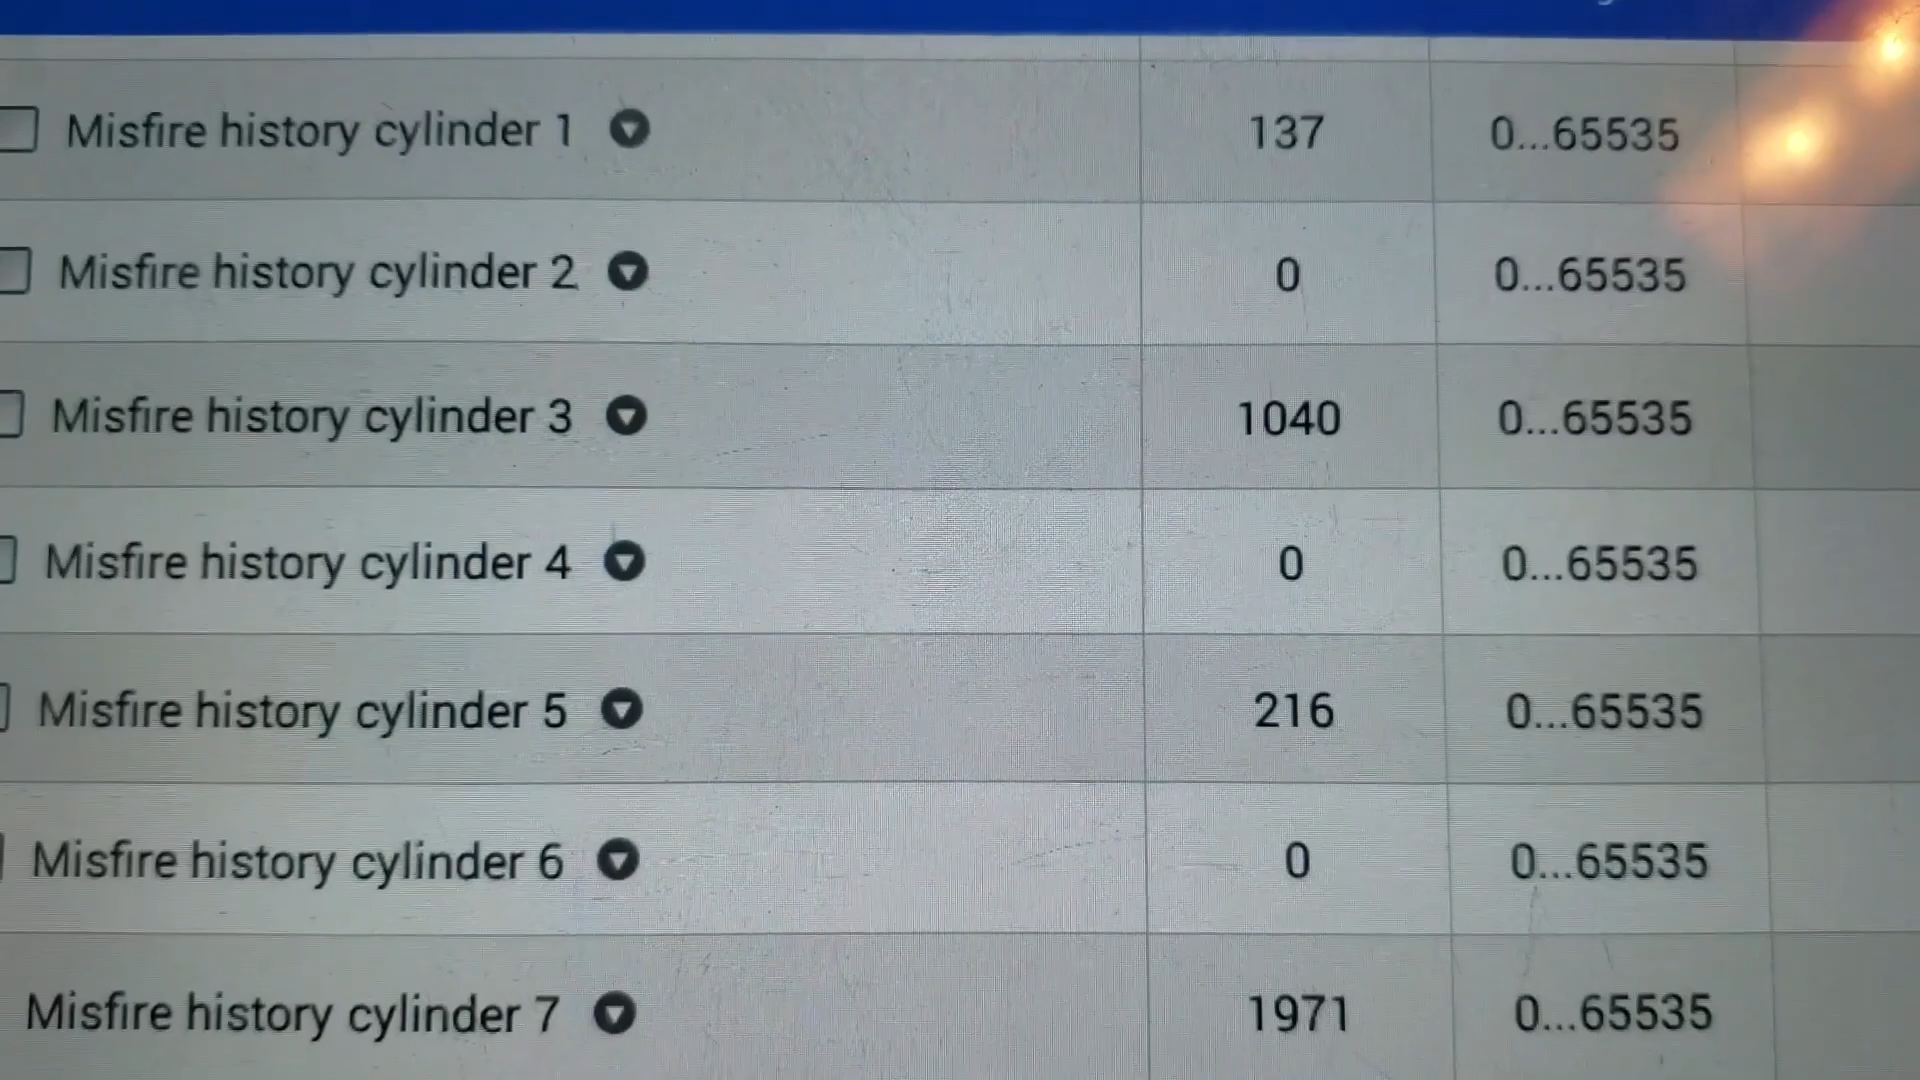 Misfire history cylinder 1 137 0...65535
Misfire history cylinder 2 0 0...65535
Misfire history cylinder 3 1040 0...65535
Misfire history cylinder 4 0 0...65535
Misfire history cylinder 5 216 0...65535
Misfire history cylinder 6 0 0...65535
Misfire history cylinder 7 1971 0...65535